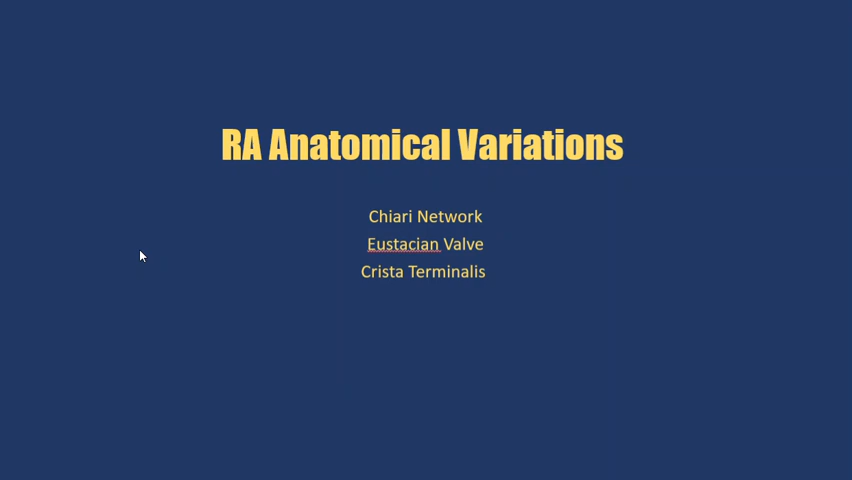 RA Anatomical Variations
Chiari Network
Eustacian Valve
Crista Terminalis